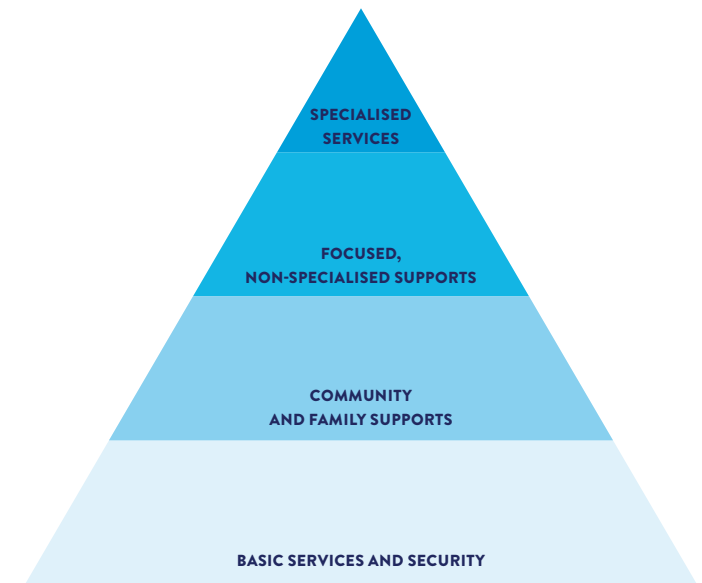 SPECIALISED
SERVICES
FOCUSED,
NON-SPECIALISED SUPPORTS
COMMUNITY
AND FAMILY SUPPORTS
BASIC SERVICES AND SECURITY